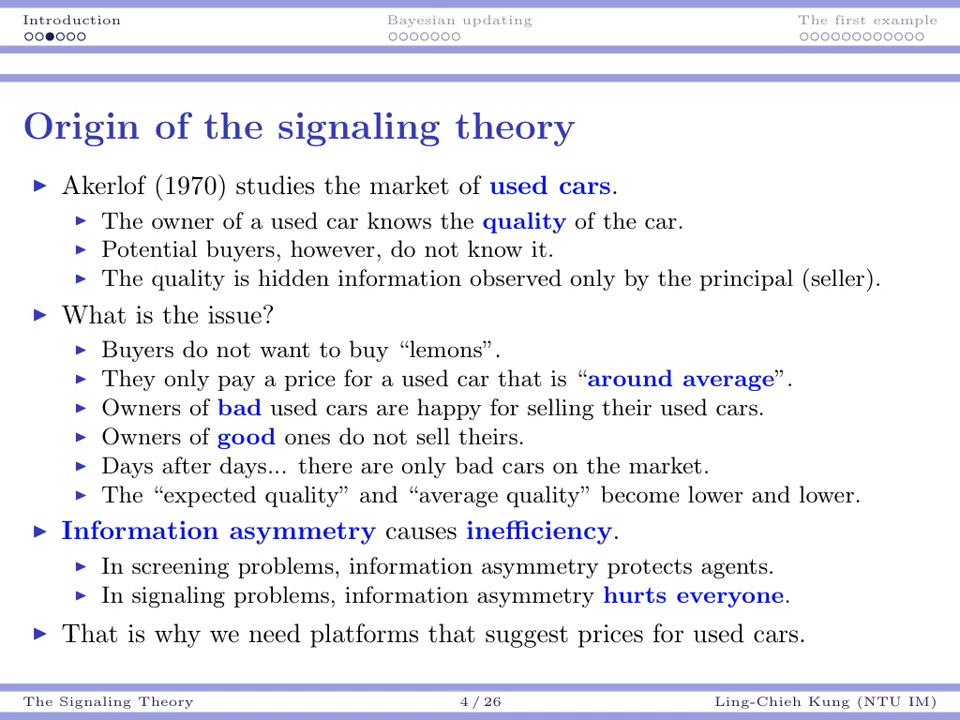 Introduction
Bayesian updating
The first example
Origin of the signaling theory
Akerlof (1970) studies the market of used cars.
The owner of a used car knows the quality of the car.
Potential buyers, however, do not know it.
The quality is hidden information observed only by the principal (seller).
What is the issue?
Buyers do not want to buy “lemons”.
They only pay a price for a used car that is “around average”.
Owners of bad used cars are happy for selling their used cars.
Owners of good ones do not sell theirs.
Days after days... there are only bad cars on the market.
The “expected quality” and “average quality” become lower and lower.
Information asymmetry causes inefficiency.
In screening problems, information asymmetry protects agents.
In signaling problems, information asymmetry hurts everyone.
That is why we need platforms that suggest prices for used cars.
The Signaling Theory
4 / 26
Ling-Chieh Kung (NTU IM)